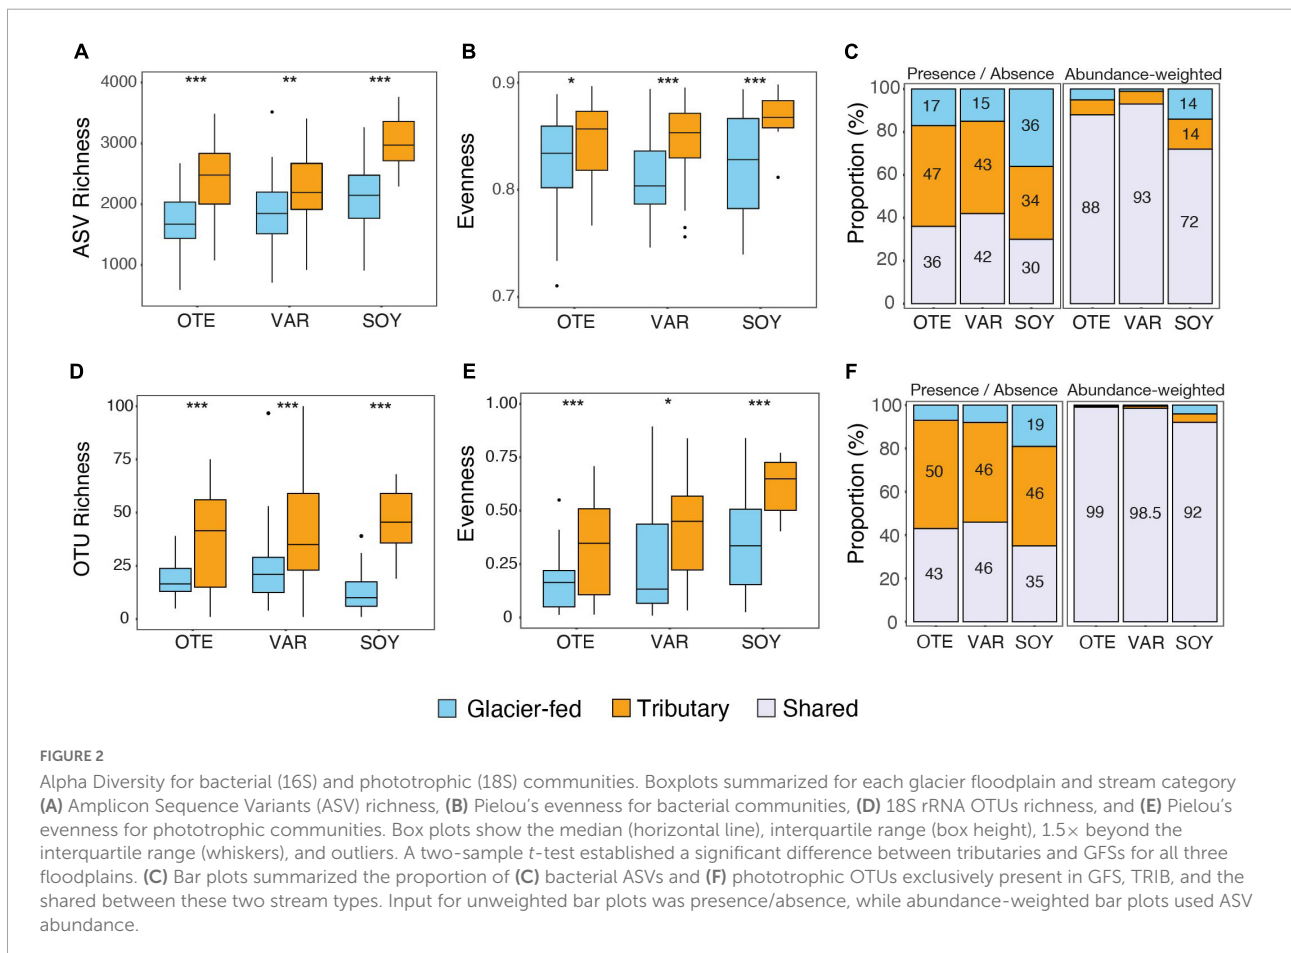 A
ASV Richness
4000
3000
2000
1000
*** ** ***
OTE VAR SOY
B
Evenness
0.9
0.8
0.7
* *** ***
OTE VAR SOY
C
Presence / Absence Abundance-weighted
Proportion (%)
100
80
60
40
20
0
17 15 36
47 43 34
36 42 30
14
14
88 93 72
OTE VAR SOY OTE VAR SOY
D
OTU Richness
100
75
50
25
0
*** *** ***
OTE VAR SOY
E
Evenness
1.00
0.75
0.50
0.25
0
*** * ***
OTE VAR SOY
F
Presence / Absence Abundance-weighted
Proportion (%)
100
80
60
40
20
0
19
50 46 46
43 46 35
99 98.5 92
OTE VAR SOY OTE VAR SOY
Glacier-fed Tributary Shared
FIGURE 2
Alpha Diversity for bacterial (16S) and phototrophic (18S) communities. Boxplots summarized for each glacier floodplain and stream category
(A) Amplicon Sequence Variants (ASV) richness, (B) Pielou’s evenness for bacterial communities, (D) 18S rRNA OTUs richness, and (E) Pielou’s
evenness for phototrophic communities. Box plots show the median (horizontal line), interquartile range (box height), 1.5× beyond the
interquartile range (whiskers), and outliers. A two-sample t-test established a significant difference between tributaries and GFSs for all three
floodplains. (C) Bar plots summarized the proportion of (C) bacterial ASVs and (F) phototrophic OTUs exclusively present in GFS, TRIB, and the
shared between these two stream types. Input for unweighted bar plots was presence/absence, while abundance-weighted bar plots used ASV
abundance.